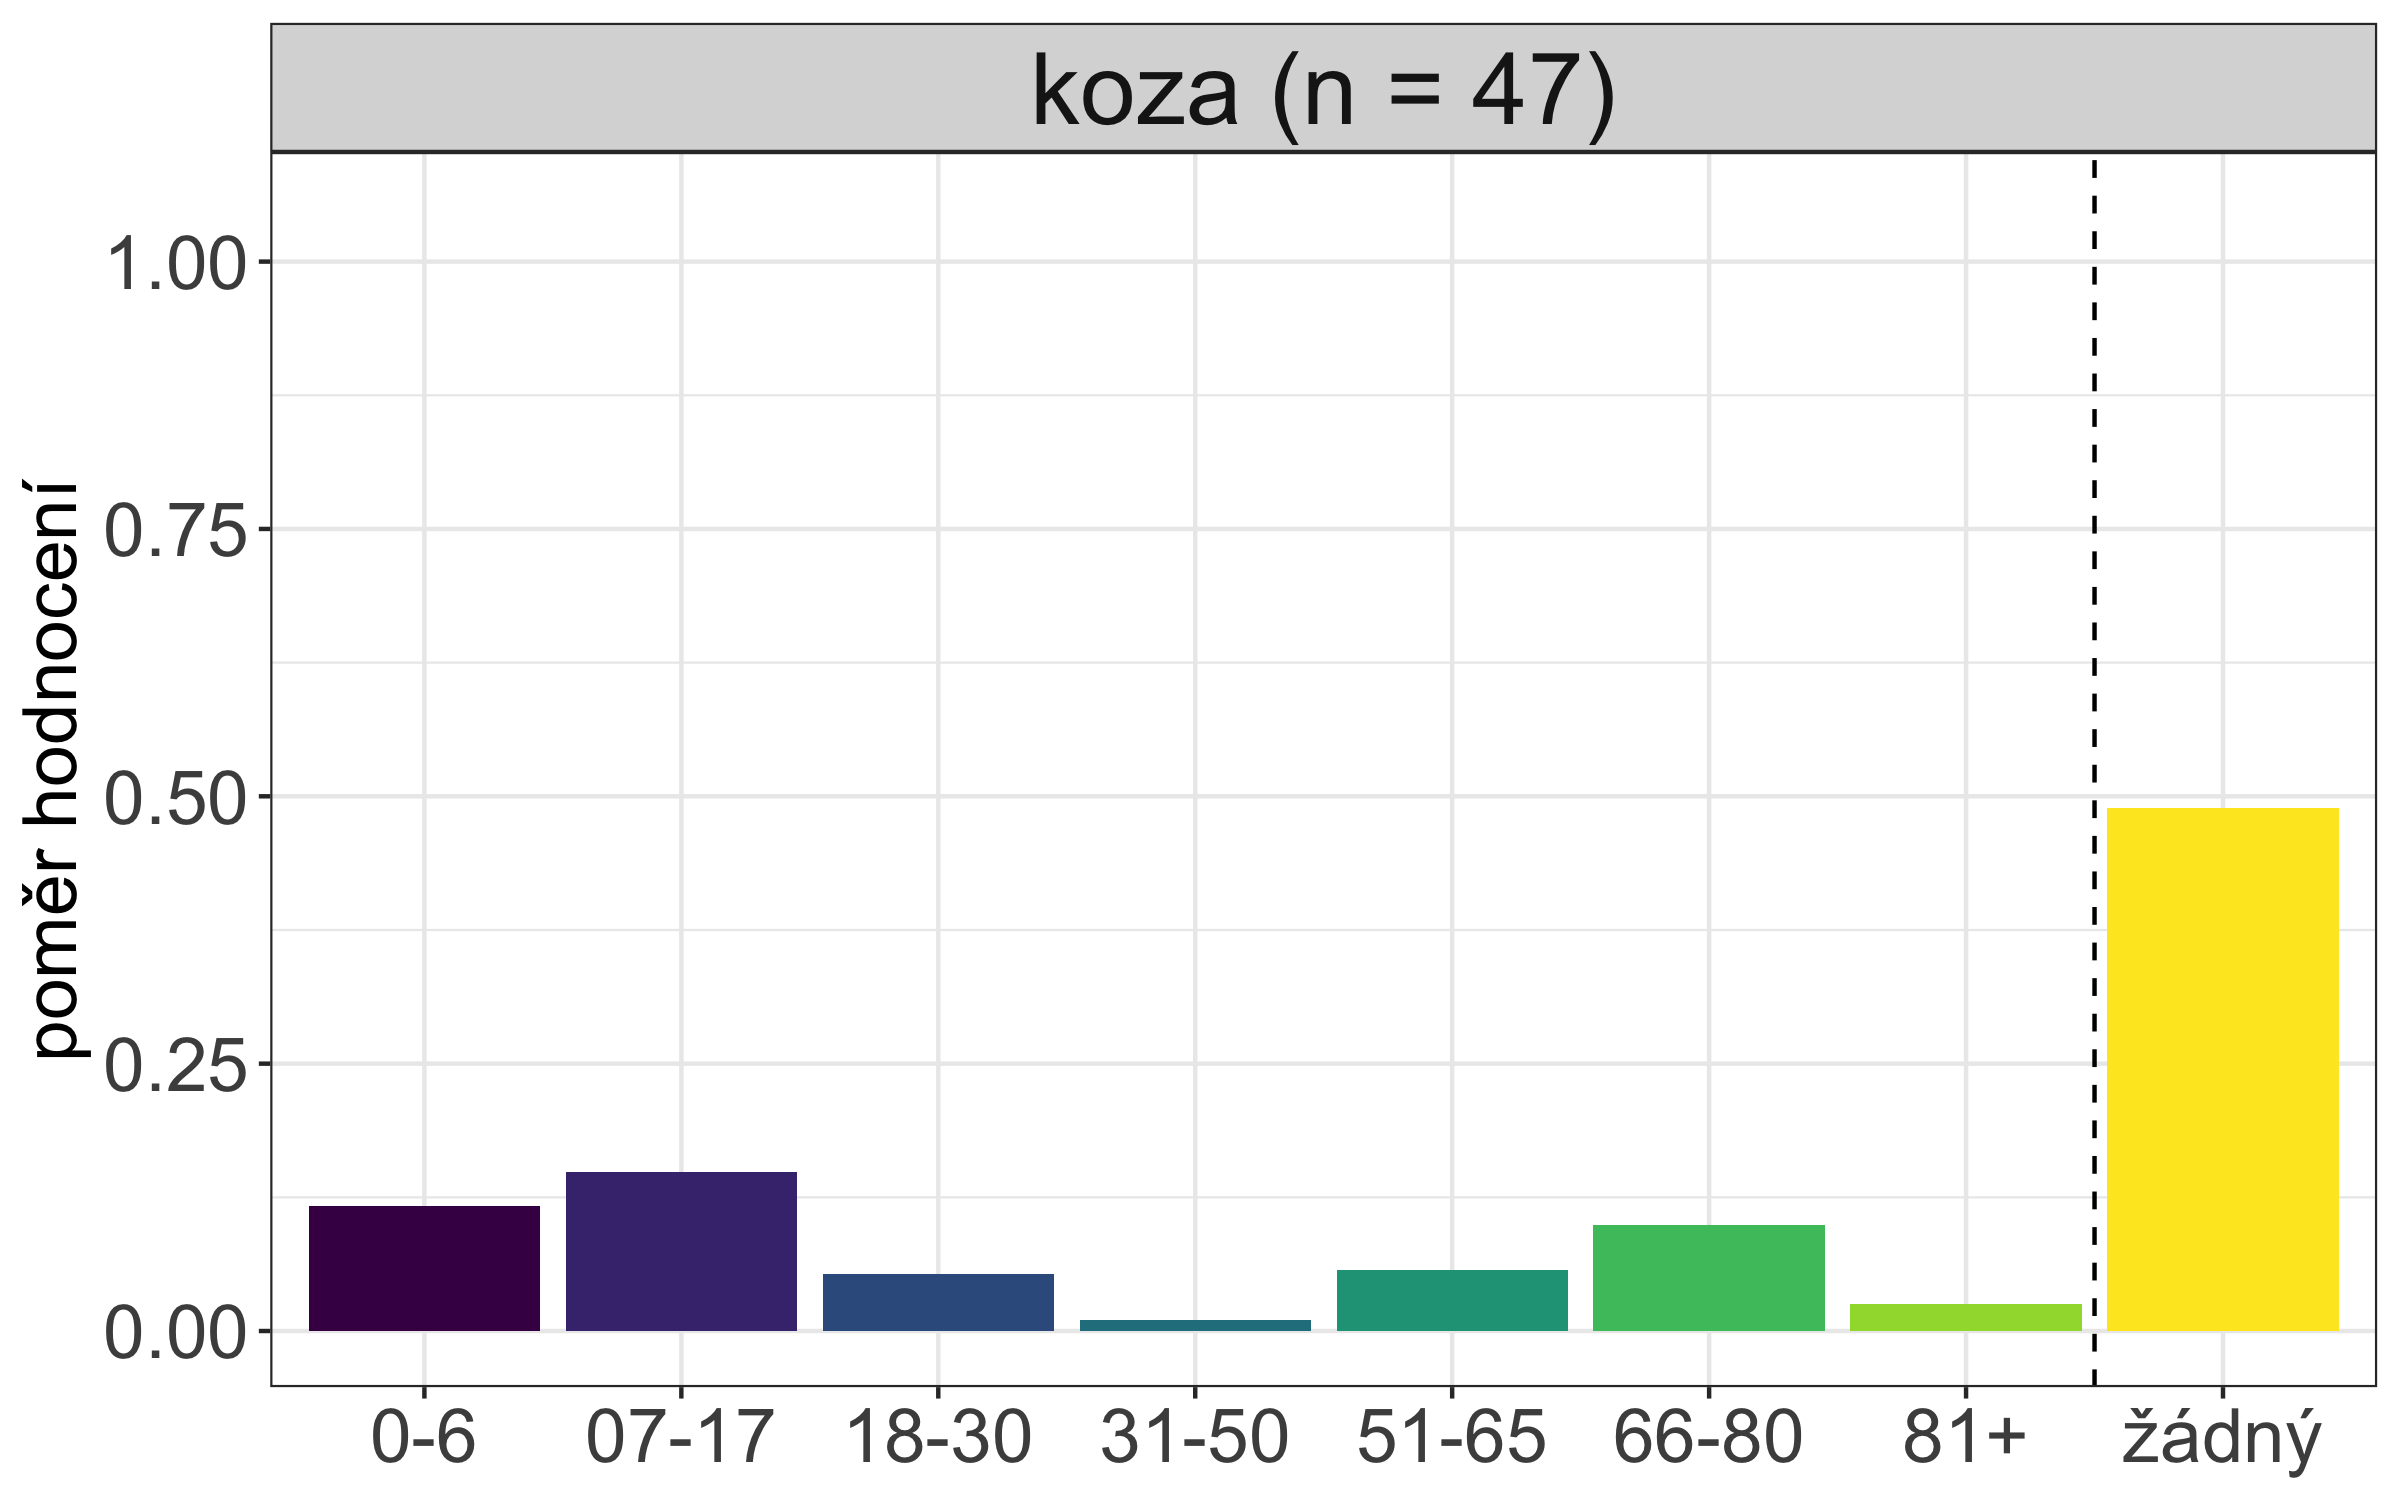 koza (n = 47)
poměr hodnocení
1.00
0.75
0.50
0.25
0.00
0-6 07-17 18-30 31-50 51-65 66-80 81+ žádný